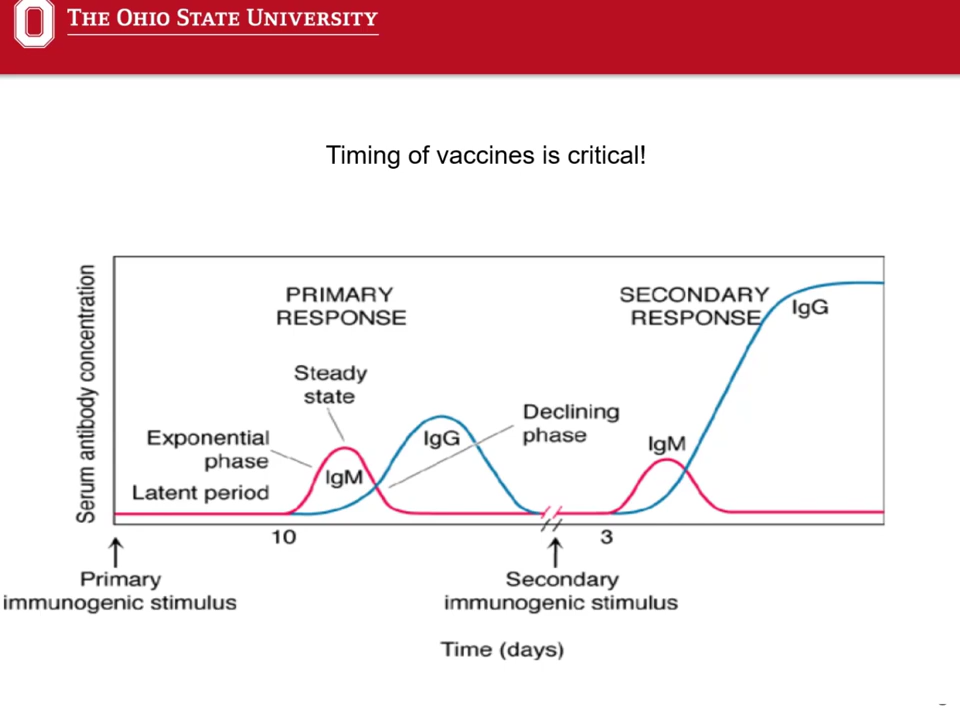 THE OHIO STATE UNIVERSITY
Timing of vaccines is critical!
Serum antibody concentration
PRIMARY
RESPONSE
SECONDARY
RESPONSE
IgG
Steady
state
Exponential
phase
IgM
IgG
Declining
phase
IgM
Latent period
10
3
Primary
immunogenic stimulus
Secondary
immunogenic stimulus
Time (days)